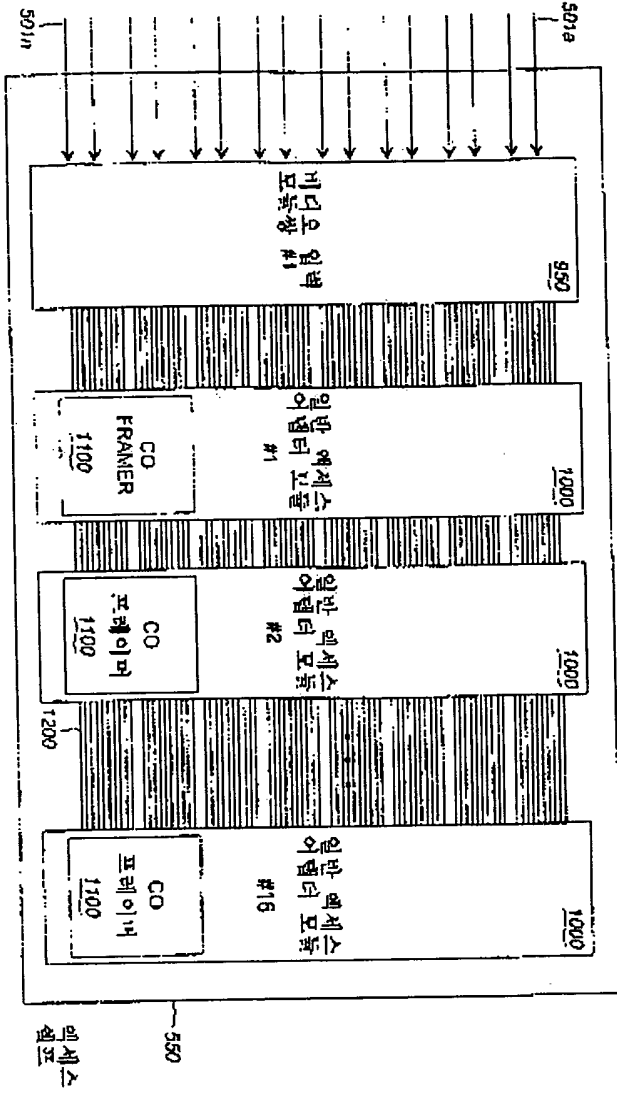 501a
501n
950
비디오 입력
모듈쌍
#1
1000
일반 액세스
어댑터 모듈
#1
CO
FRAMER
1100
1000
일반 액세스
어댑터 모듈
#2
CO
프레이머
1100
1200
1000
일반 액세스
어댑터 모듈
#16
CO
프레이머
1100
550
액세스
쉘프